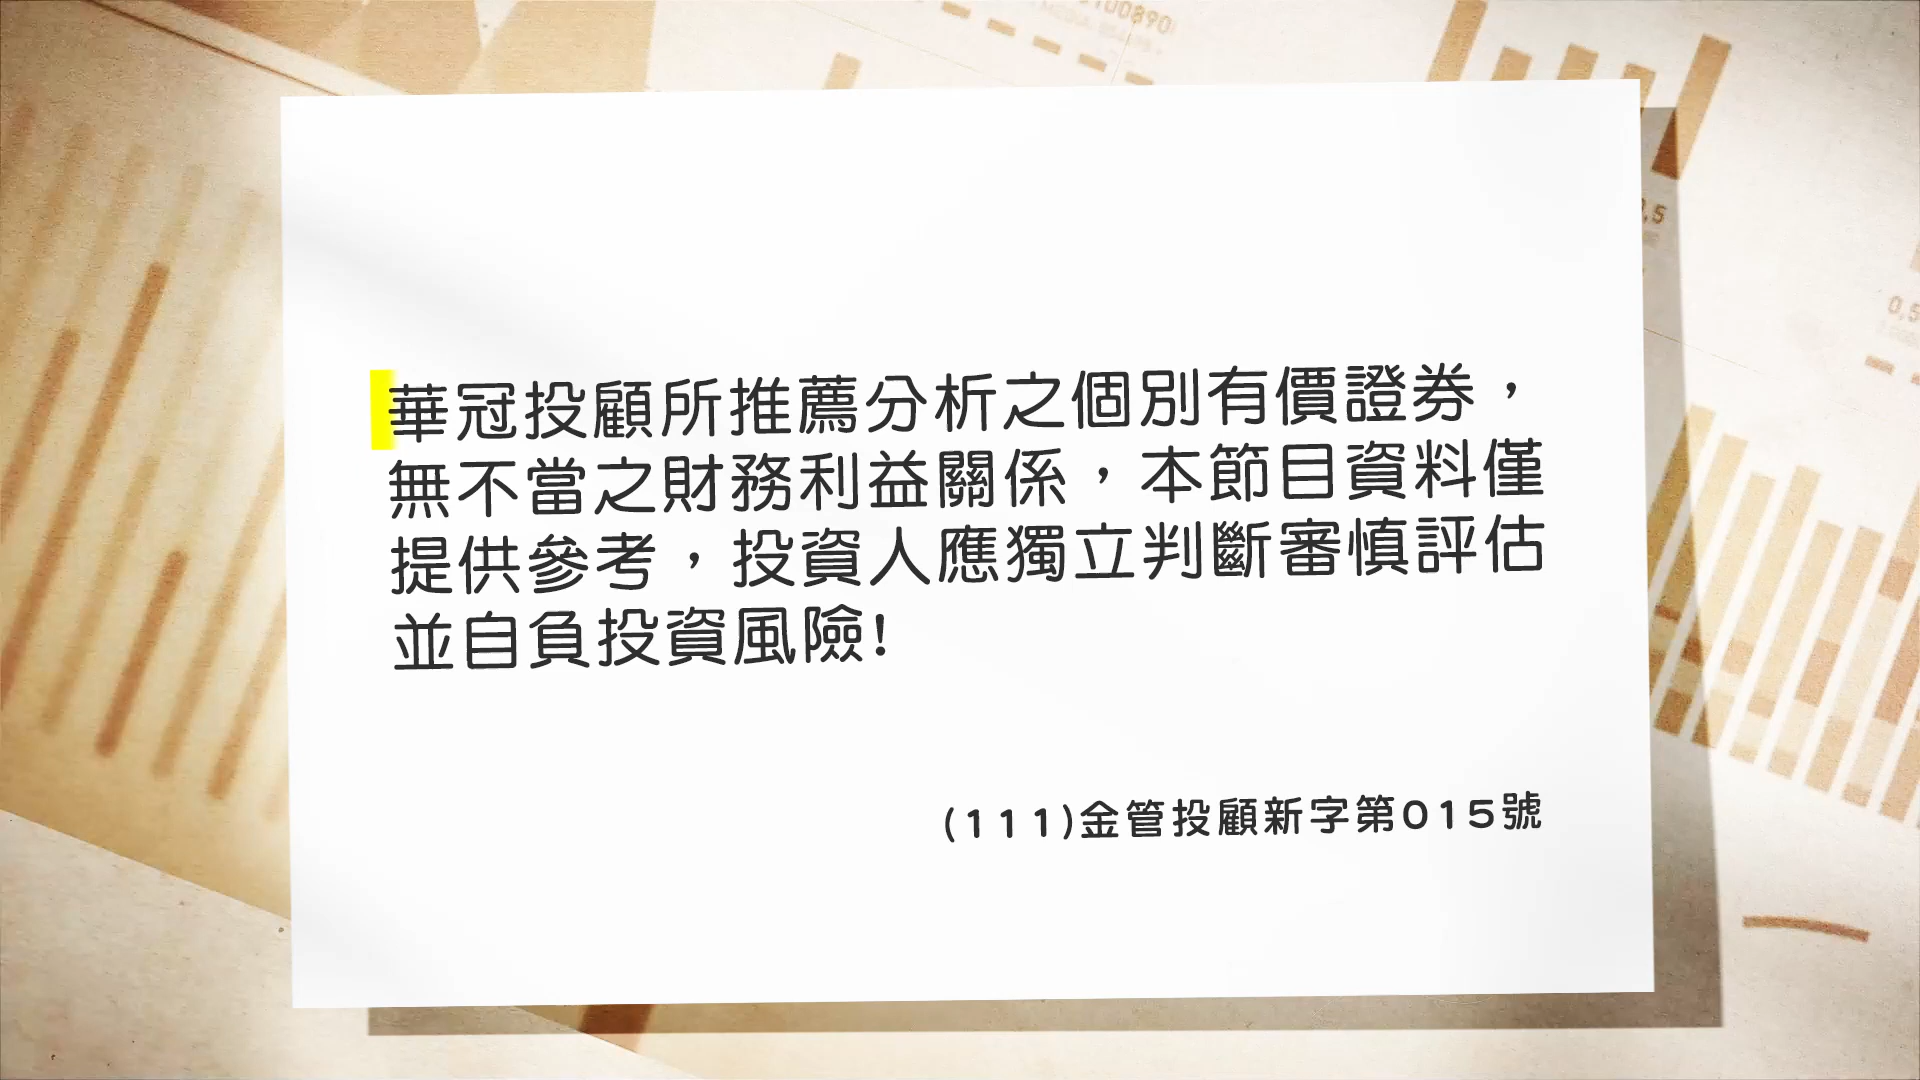 華冠投顧所推薦分析之個別有價證券，
無不當之財務利益關係，本節目資料僅
提供參考，投資人應獨立判斷審慎評估
並自負投資風險!
(111)金管投顧新字第015號